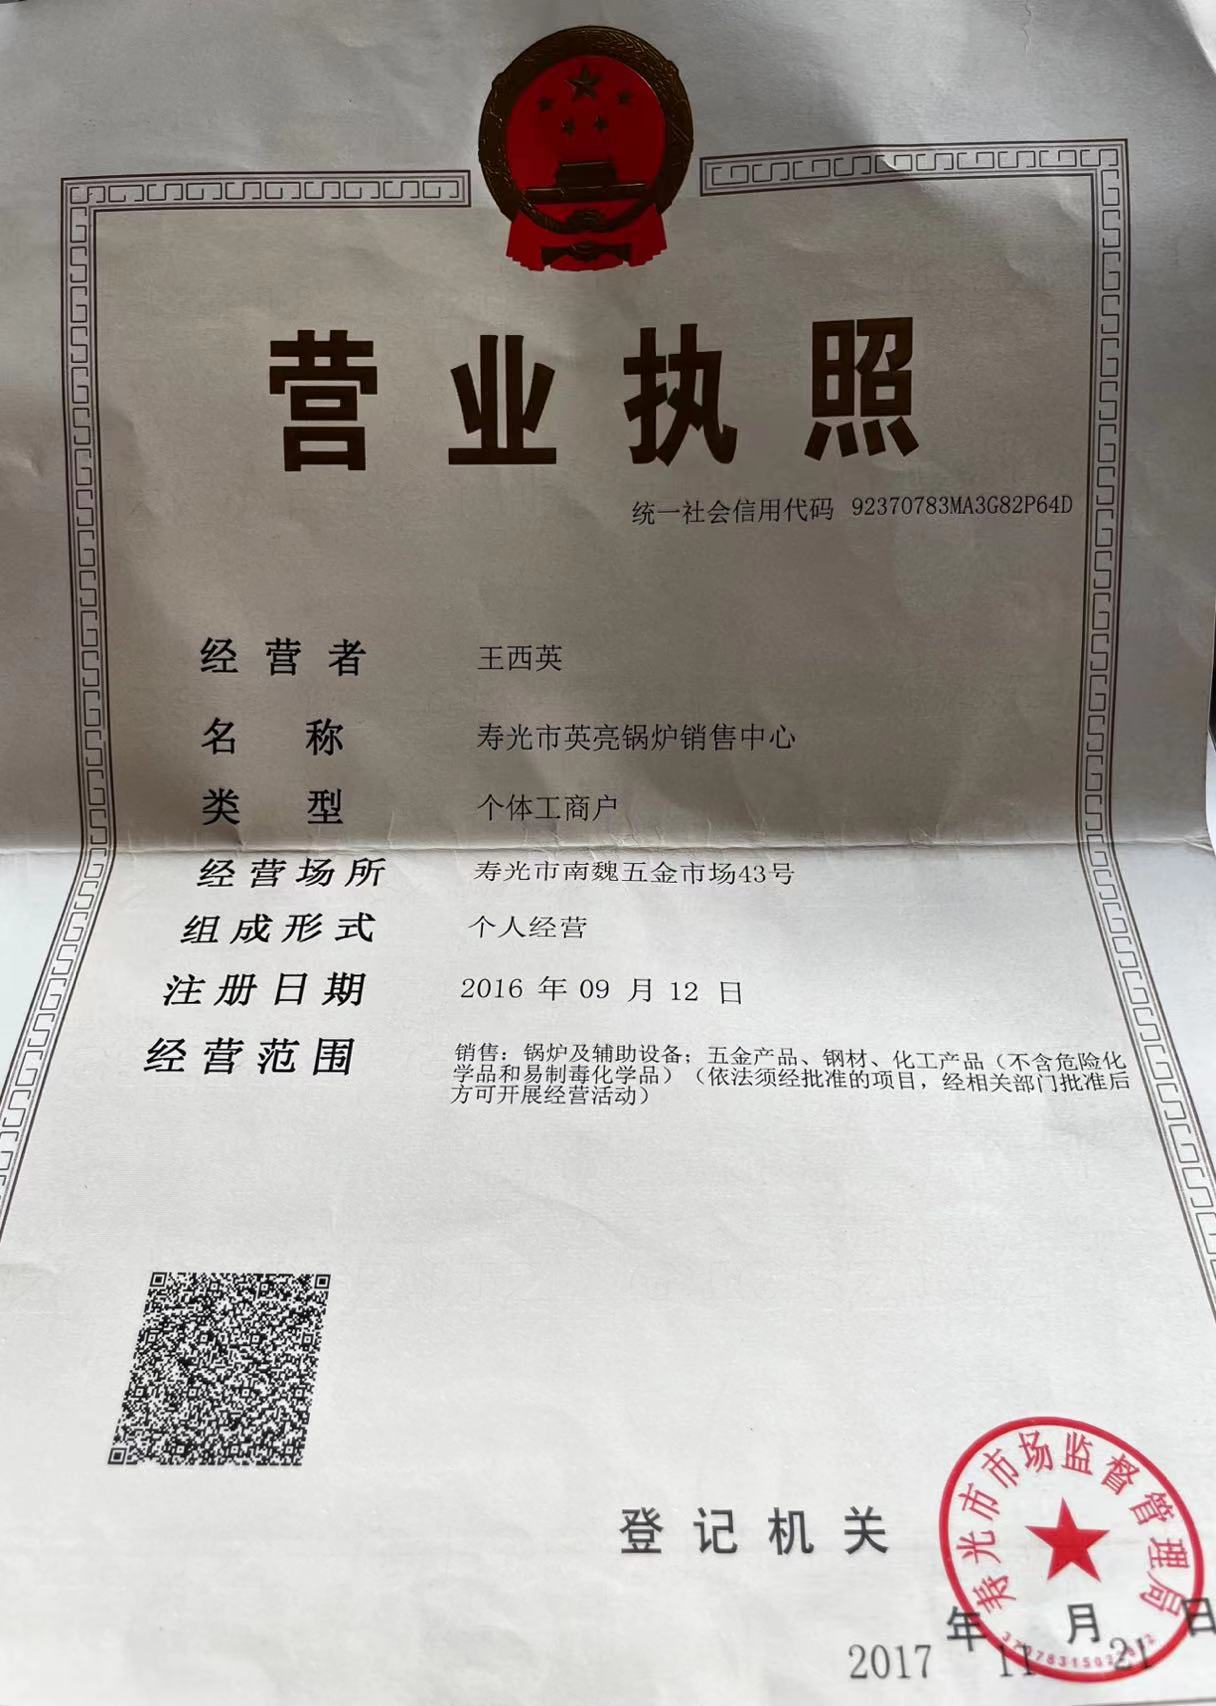 营业执照
统一社会信用代码 92370783MA3G82P64D
经营者 王西英
名称 寿光市英亮锅炉销售中心
类型 个体工商户
经营场所 寿光市南魏五金市场43号
组成形式 个人经营
注册日期 2016 年 09 月 12 日
经营范围 销售：锅炉及辅助设备；五金产品、钢材、化工产品（不含危险化
学品和易制毒化学品）（依法须经批准的项目，经相关部门批准后
方可开展经营活动）
登记机关
寿光市市场监督管理局
年 月 日
2017 11 21